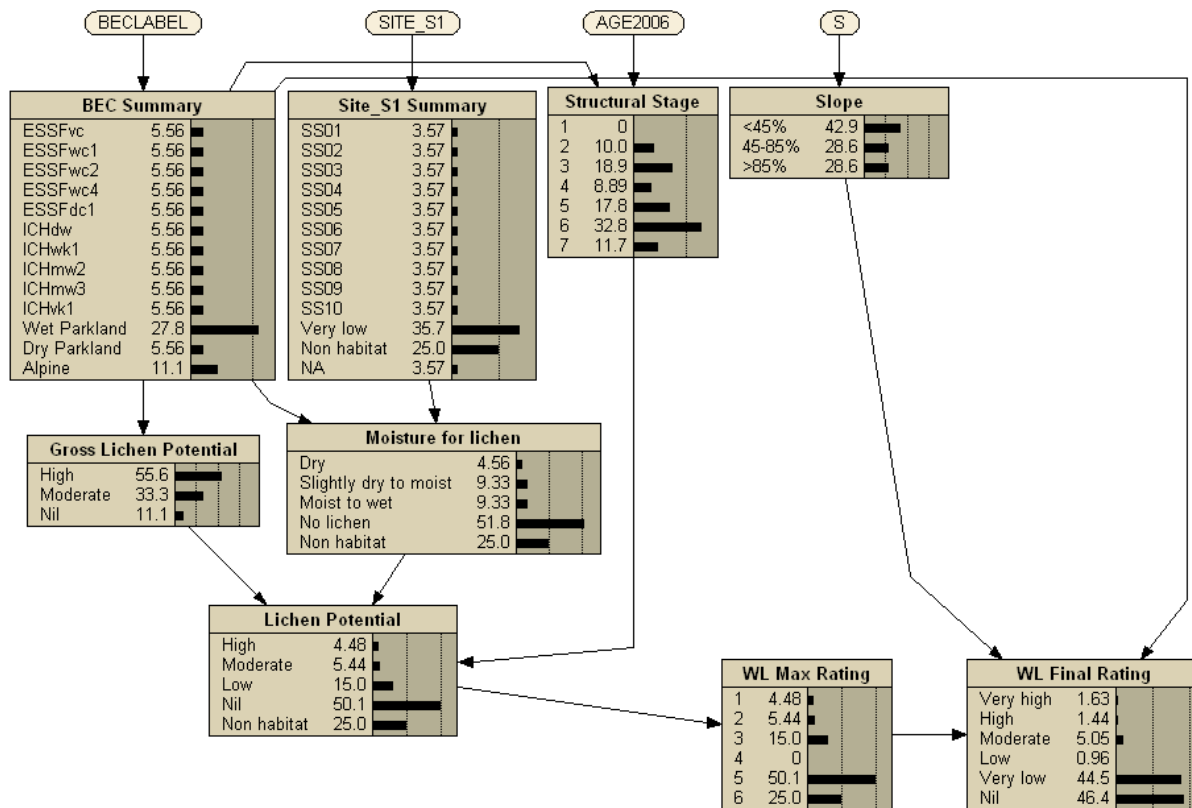 BECLABEL
SITE_S1
AGE2006
S
BEC Summary
ESSFvc 5.56
ESSFwc1 5.56
ESSFwc2 5.56
ESSFwc4 5.56
ESSFdc1 5.56
ICHdw 5.56
ICHwk1 5.56
ICHmw2 5.56
ICHmw3 5.56
ICHvk1 5.56
Wet Parkland 27.8
Dry Parkland 5.56
Alpine 11.1
Site_S1 Summary
SS01 3.57
SS02 3.57
SS03 3.57
SS04 3.57
SS05 3.57
SS06 3.57
SS07 3.57
SS08 3.57
SS09 3.57
SS10 3.57
Very low 35.7
Non habitat 25.0
NA 3.57
Structural Stage
1 0
2 10.0
3 18.9
4 8.89
5 17.8
6 32.8
7 11.7
Slope
<45% 42.9
45-85% 28.6
>85% 28.6
Gross Lichen Potential
High 55.6
Moderate 33.3
Nil 11.1
Moisture for lichen
Dry 4.56
Slightly dry to moist 9.33
Moist to wet 9.33
No lichen 51.8
Non habitat 25.0
Lichen Potential
High 4.48
Moderate 5.44
Low 15.0
Nil 50.1
Non habitat 25.0
WL Max Rating
1 4.48
2 5.44
3 15.0
4 0
5 50.1
6 25.0
WL Final Rating
Very high 1.63
High 1.44
Moderate 5.05
Low 0.96
Very low 44.5
Nil 46.4